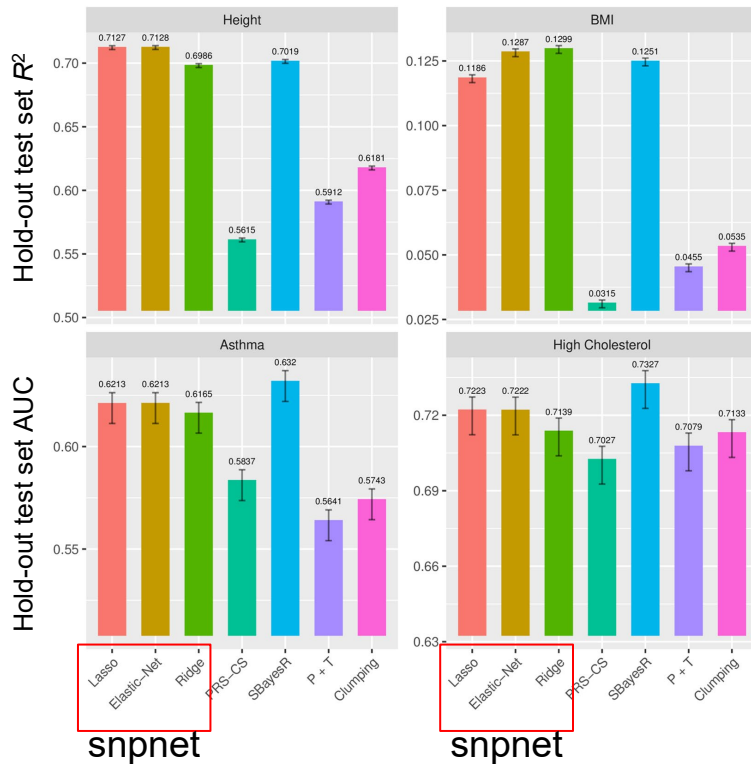 Height
BMI
Hold-out test set R²
0.70
0.65
0.60
0.55
0.50
0.7127
0.7128
0.6986
0.5615
0.7019
0.5912
0.6181
0.125
0.100
0.075
0.050
0.025
0.1186
0.1287
0.1299
0.0315
0.1251
0.0455
0.0535
Asthma
High Cholesterol
Hold-out test set AUC
0.60
0.55
0.6213
0.6213
0.6165
0.5837
0.632
0.5641
0.5743
0.72
0.69
0.66
0.63
0.7223
0.7222
0.7139
0.7027
0.7327
0.7079
0.7133
Lasso
Elastic-Net
Ridge
PRS-CS
SBayesR
P + T
Clumping
Lasso
Elastic-Net
Ridge
PRS-CS
SBayesR
P + T
Clumping
snpnet
snpnet